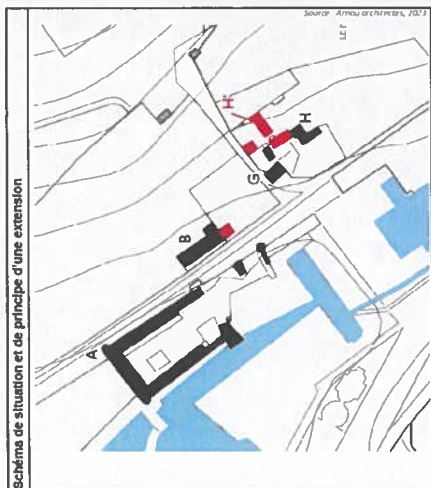 Schéma de situation et de principe d'une extension
Source : Arnou architectes, 2023
A
B
G
H'
H